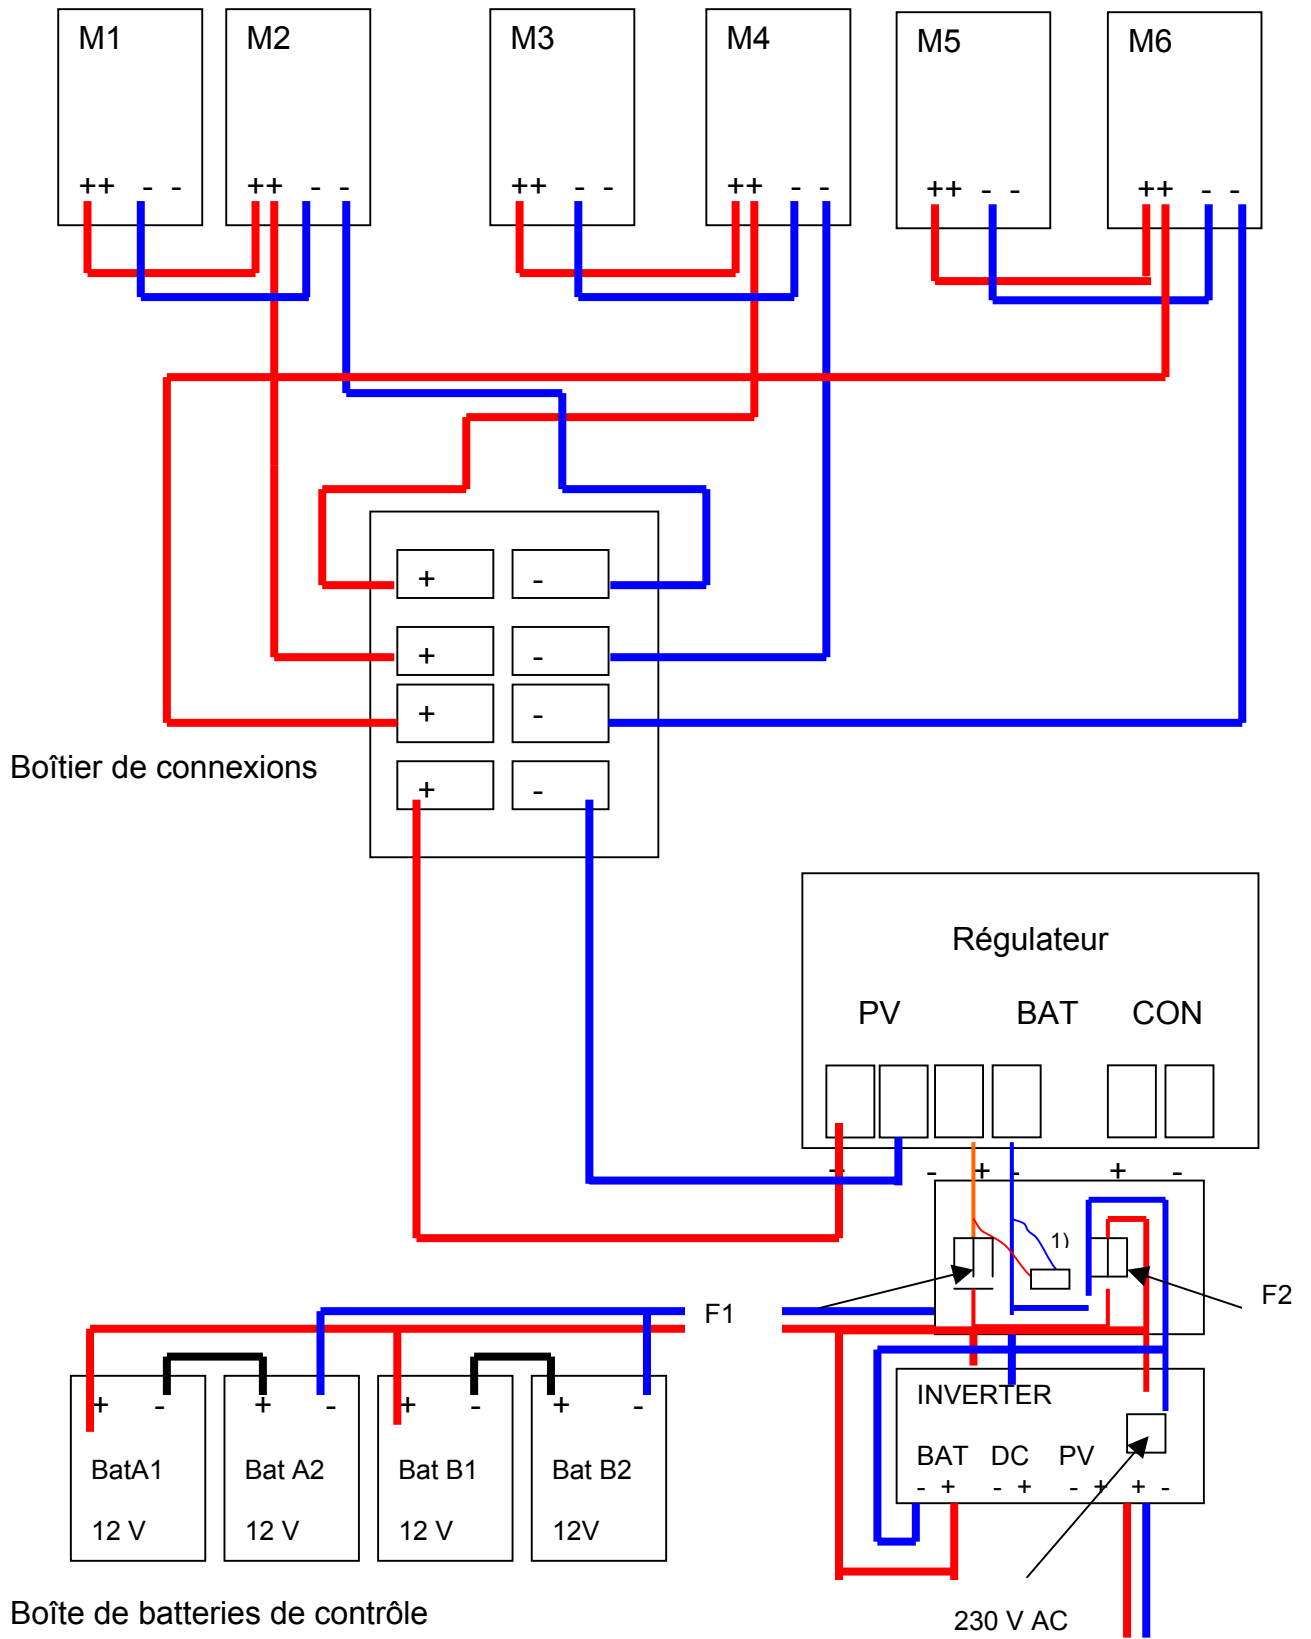 M1 M2 M3 M4 M5 M6
++ - - ++ - - ++ - - ++ - - ++ - - ++ - -
+ -
+ -
+ -
Boîtier de connexions
+ -
Régulateur
PV BAT CON
+ - + - + -
1)
F1
F2
INVERTER
BAT DC PV
- + - + - + + -
+ - + - + - + -
BatA1 Bat A2 Bat B1 Bat B2
12 V 12 V 12 V 12V
Boîte de batteries de contrôle
230 V AC